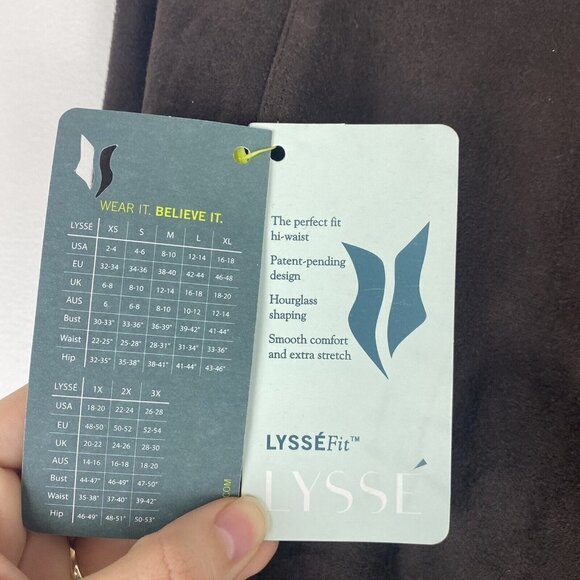 WEAR IT. BELIEVE IT.
LYSSÉ XS S M L XL
USA 2-4 4-6 8-10 12-14 16-18
EU 32-34 34-36 38-40 42-44 46-48
UK 6-8 8-10 12-14 16-18 18-20
AUS 6 6-8 8-10 10-12 12-14
Bust 30-33" 33-36" 36-39" 39-42" 41-44"
Waist 22-25" 25-28" 28-31" 31-34" 33-36"
Hip 32-35" 35-38" 38-41" 41-44" 43-46"
LYSSÉ 1X 2X 3X
USA 18-20 22-24 26-28
EU 48-50 50-52 52-54
UK 20-22 24-26 28-30
AUS 14-16 16-18 18-20
Bust 44-47" 46-49" 47-50"
Waist 35-38" 37-40" 39-42"
Hip 46-49" 48-51" 50-53"
The perfect fit
hi-waist
Patent-pending
design
Hourglass
shaping
Smooth comfort
and extra stretch
LYSSÉFit™
LYSSÉ